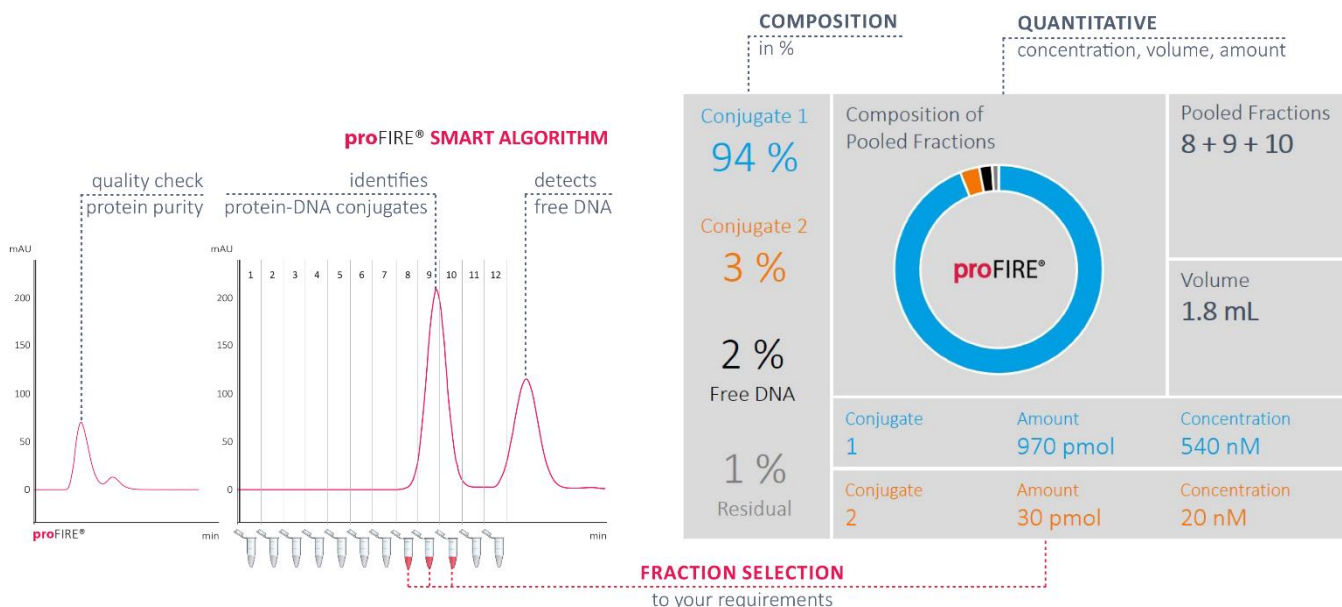 proFIRE® SMART ALGORITHM
quality check
protein purity
identifies
protein-DNA conjugates
detects
free DNA
mAU
200
150
100
50
0
proFIRE®
min
mAU
1 2 3 4 5 6 7 8 9 10 11 12
200
150
100
50
0
min
FRACTION SELECTION
to your requirements
COMPOSITION
in %
QUANTITATIVE
concentration, volume, amount
Conjugate 1
94 %
Conjugate 2
3 %
2 %
Free DNA
1 %
Residual
Composition of
Pooled Fractions
proFIRE®
Pooled Fractions
8 + 9 + 10
Volume
1.8 mL
Conjugate Amount Concentration
1 970 pmol 540 nM
Conjugate Amount Concentration
2 30 pmol 20 nM